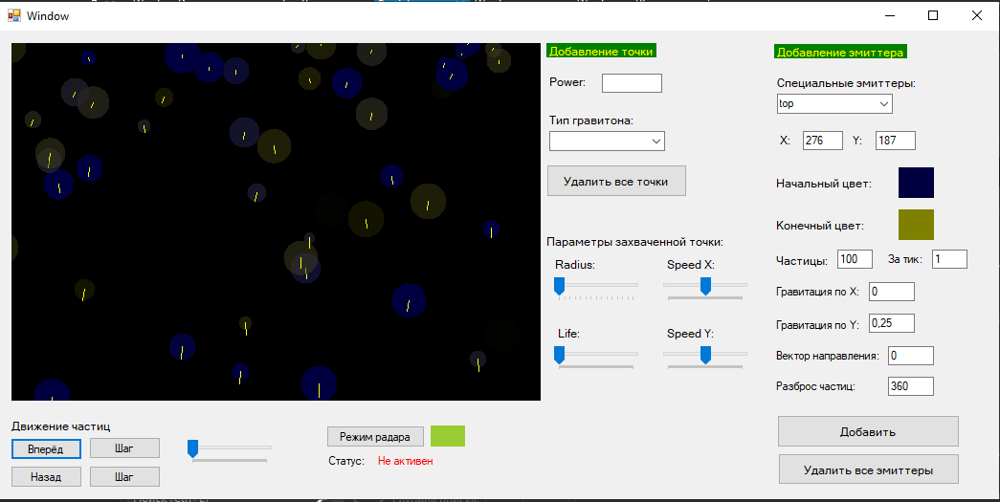 Window
Добавление точки
Power:
Тип гравитона:
Удалить все точки
Параметры захваченной точки:
Radius:
Speed X:
Life:
Speed Y:
Добавление эмиттера
Специальные эмиттеры:
top
X: 276 Y: 187
Начальный цвет:
Конечный цвет:
Частицы: 100 За тик: 1
Гравитация по X: 0
Гравитация по Y: 0,25
Вектор направления: 0
Разброс частиц: 360
Добавить
Удалить все эмиттеры
Движение частиц
Вперёд Шаг
Назад Шаг
Режим радара
Статус: Не активен